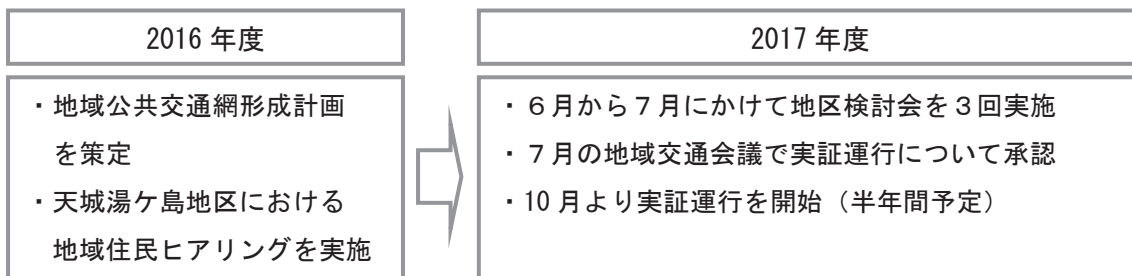 2016 年度
・地域公共交通網形成計画
を策定
・天城湯ケ島地区における
地域住民ヒアリングを実施
2017 年度
・６月から７月にかけて地区検討会を３回実施
・７月の地域交通会議で実証運行について承認
・10 月より実証運行を開始（半年間予定）